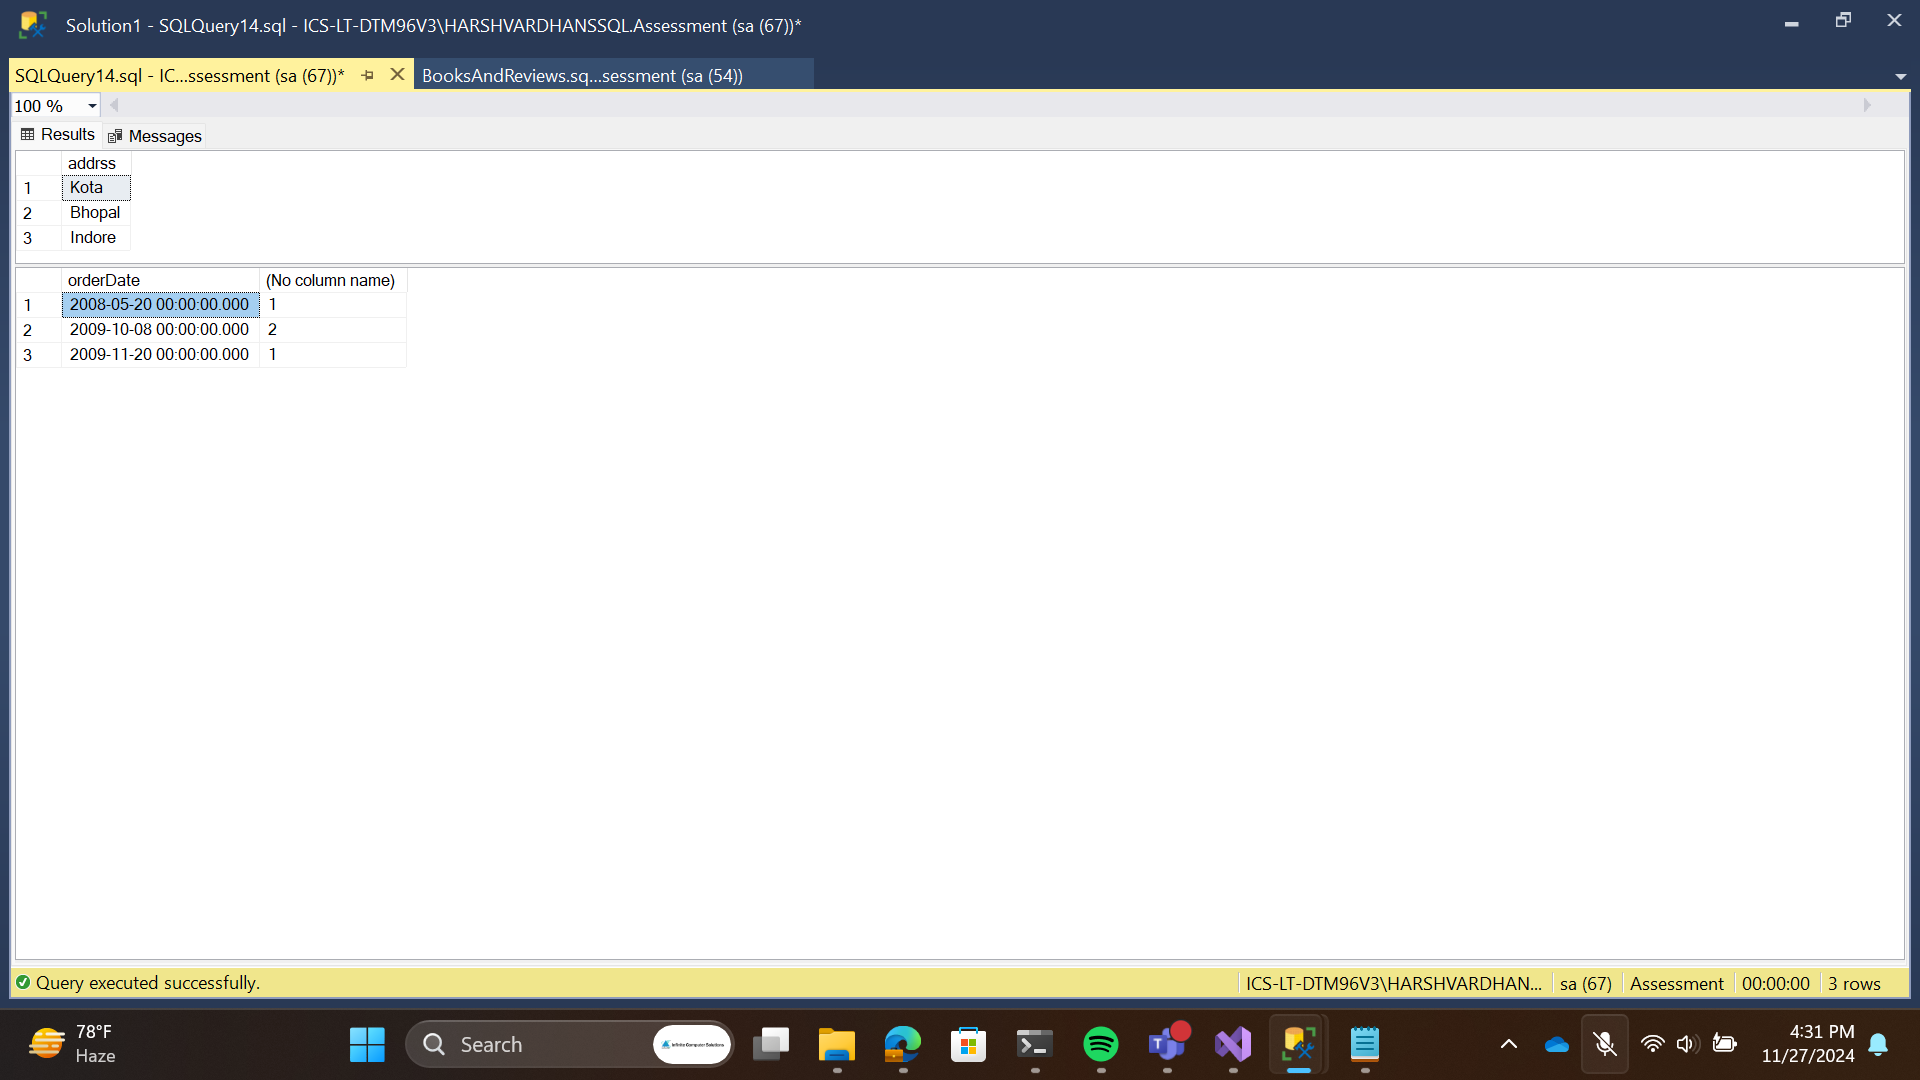 Solution1 - SQLQuery14.sql - ICS-LT-DTM96V3\HARSHVARDHANSSQL.Assessment (sa (67))*
SQLQuery14.sql - IC...ssessment (sa (67))*
BooksAndReviews.sq...sessment (sa (54))
100 %
Results
Messages
addrss
1 Kota
2 Bhopal
3 Indore
orderDate (No column name)
1 2008-05-20 00:00:00.000 1
2 2009-10-08 00:00:00.000 2
3 2009-11-20 00:00:00.000 1
Query executed successfully.
ICS-LT-DTM96V3\HARSHVARDHAN... sa (67) Assessment 00:00:00 3 rows
78°F
Haze
Search
Infinite Computer Solutions
4:31 PM
11/27/2024